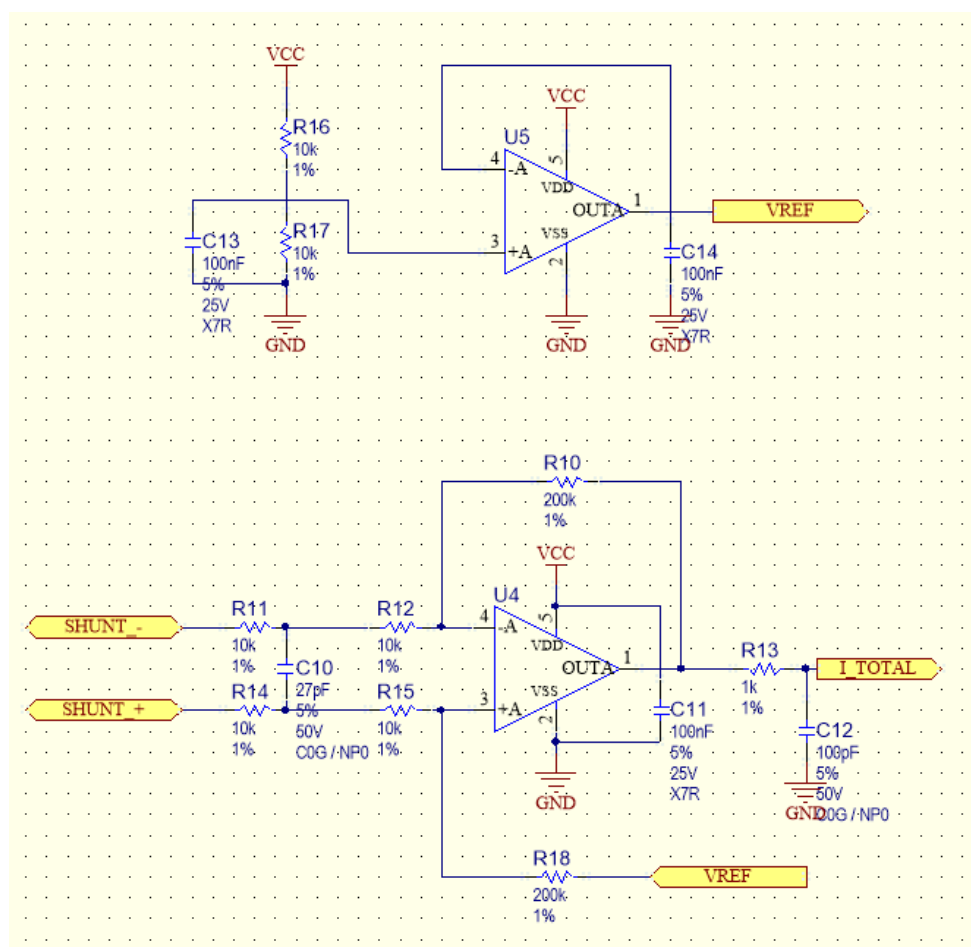 VCC
R16
10k
1%
R17
10k
1%
C13
100nF
5%
25V
X7R
GND
VCC
U5
4
-A
5
VDD
OUTA
1
VREF
VSS
3
+A
2
GND
C14
100nF
5%
25V
X7R
GND
R10
200k
1%
VCC
U4
SHUNT_-
R11
10k
1%
R12
10k
1%
4
-A
5
VDD
OUTA
1
R13
1k
1%
I_TOTAL
C10
27pF
5%
50V
C0G / NP0
SHUNT_+
R14
10k
1%
R15
10k
1%
3
+A
VSS
2
GND
C11
100nF
5%
25V
X7R
C12
100pF
5%
50V
C0G / NP0
GND
R18
200k
1%
VREF